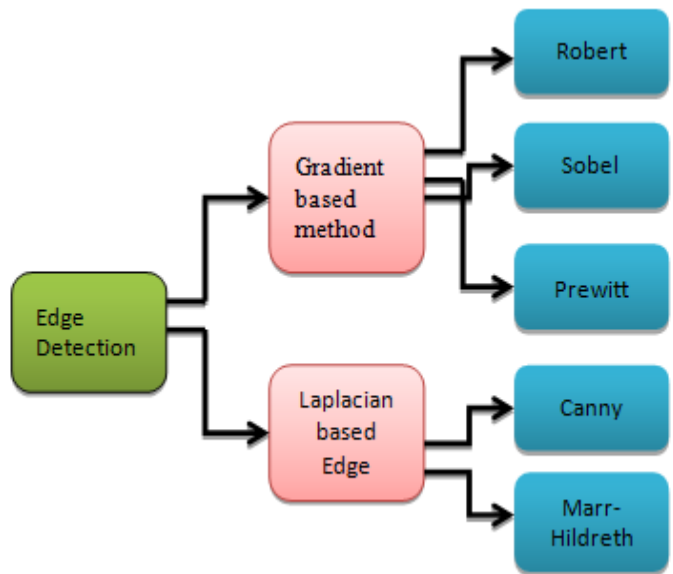 Edge
Detection
Gradient
based
method
Laplacian
based
Edge
Robert
Sobel
Prewitt
Canny
Marr-
Hildreth